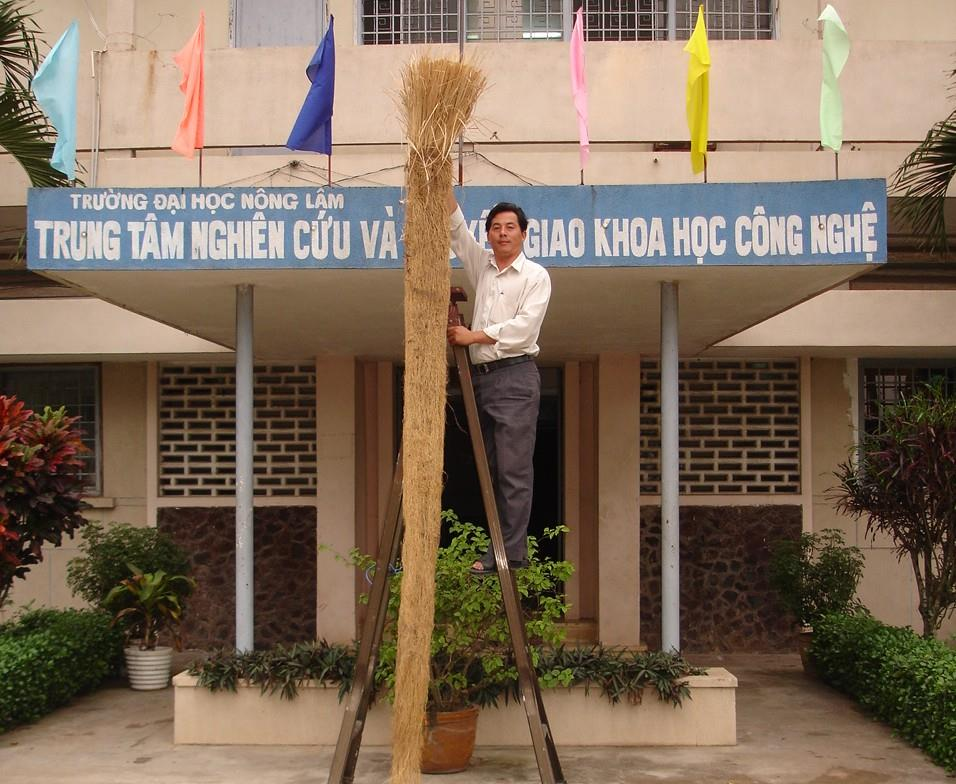 TRƯỜNG ĐẠI HỌC NÔNG LÂM
TRUNG TÂM NGHIÊN CỨU VÀ GIAO KHOA HỌC CÔNG NGHỆ